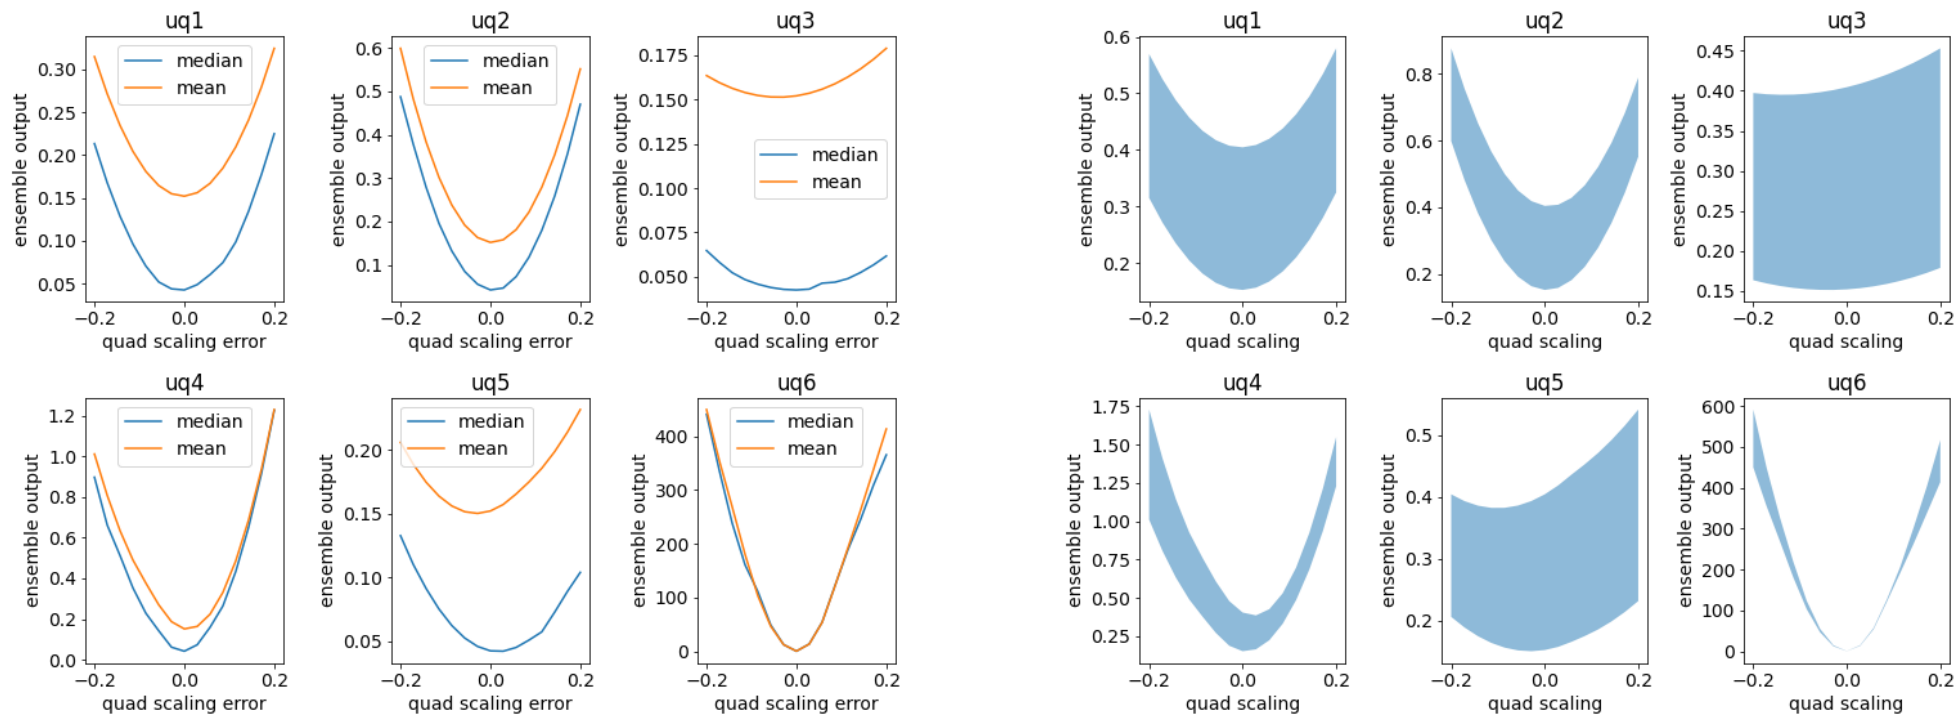 uq1
uq2
uq3
uq1
uq2
uq3
ensemble output
0.30
0.25
0.20
0.15
0.10
0.05
median
mean
−0.2 0.0 0.2
quad scaling error
ensemble output
0.6
0.5
0.4
0.3
0.2
0.1
median
mean
−0.2 0.0 0.2
quad scaling error
ensemble output
0.175
0.150
0.125
0.100
0.075
0.050
median
mean
−0.2 0.0 0.2
quad scaling error
ensemble output
0.6
0.5
0.4
0.3
0.2
−0.2 0.0 0.2
quad scaling
ensemble output
0.8
0.6
0.4
0.2
−0.2 0.0 0.2
quad scaling
ensemble output
0.45
0.40
0.35
0.30
0.25
0.20
0.15
−0.2 0.0 0.2
quad scaling
uq4
uq5
uq6
uq4
uq5
uq6
ensemble output
1.2
1.0
0.8
0.6
0.4
0.2
0.0
median
mean
−0.2 0.0 0.2
quad scaling error
ensemble output
0.20
0.15
0.10
0.05
median
mean
−0.2 0.0 0.2
quad scaling error
ensemble output
400
300
200
100
0
median
mean
−0.2 0.0 0.2
quad scaling error
ensemble output
1.75
1.50
1.25
1.00
0.75
0.50
0.25
−0.2 0.0 0.2
quad scaling
ensemble output
0.5
0.4
0.3
0.2
−0.2 0.0 0.2
quad scaling
ensemble output
600
500
400
300
200
100
0
−0.2 0.0 0.2
quad scaling